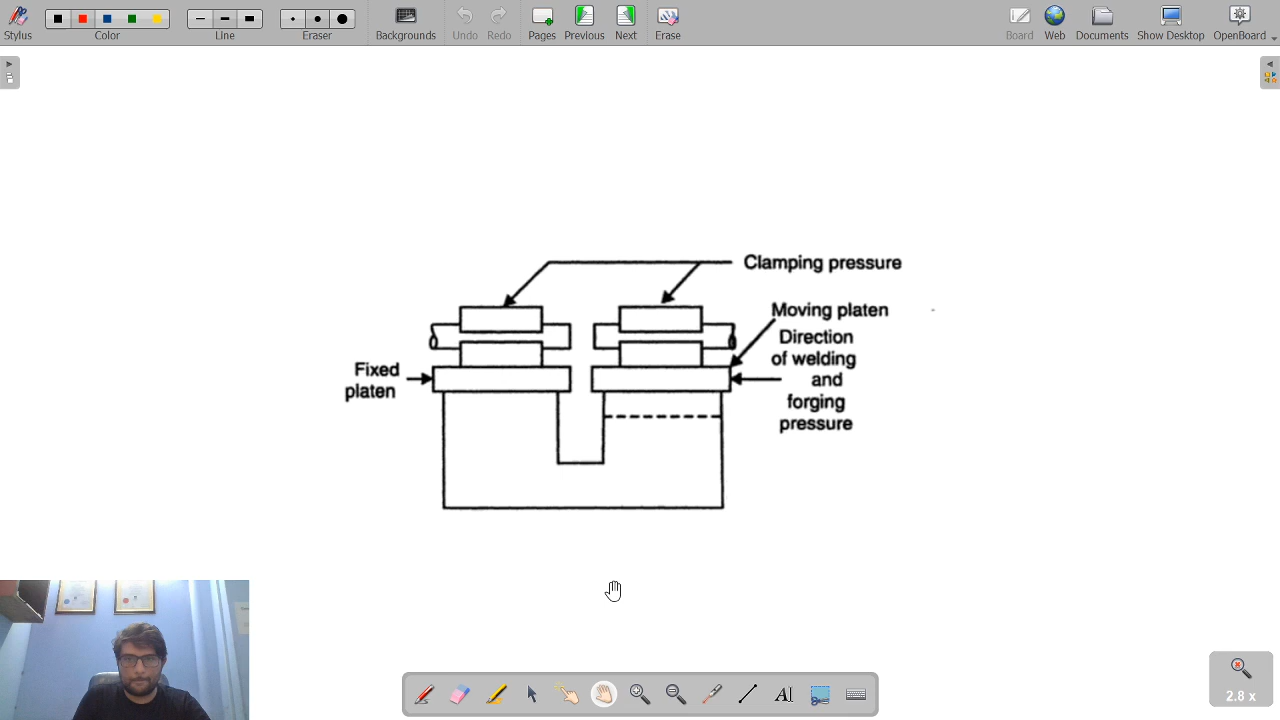 Stylus
Color
Line
Eraser
Backgrounds
Undo
Redo
Pages
Previous
Next
Erase
Board
Web
Documents
Show Desktop
OpenBoard
Clamping pressure
Moving platen
Direction
of welding
and
forging
pressure
Fixed
platen
AI
2.8 x